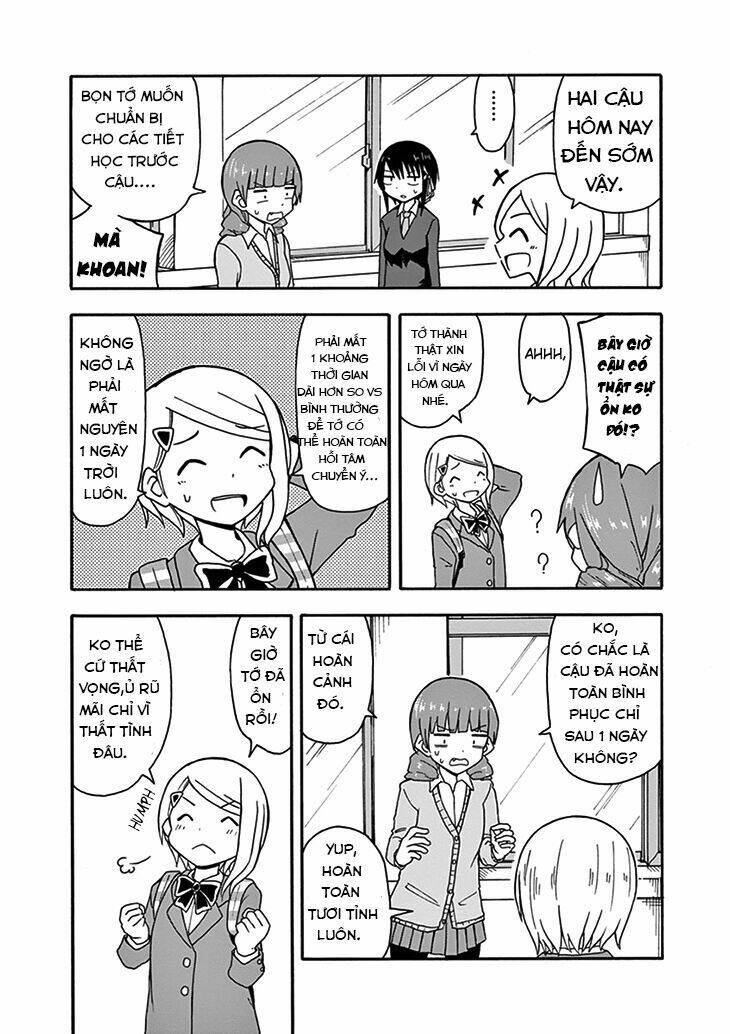 HAI CẬU
HÔM NAY
ĐẾN SỚM
VẬY.
......
BỌN TỚ MUỐN
CHUẨN BỊ
CHO CÁC TIẾT
HỌC TRƯỚC
CẬU....
MÀ
KHOAN!
BÂY GIỜ
CẬU CÓ
THẬT SỰ
ỔN KO
ĐÓ!?
AHHH,
TỚ THÀNH
THẬT XIN
LỖI VÌ NGÀY
HÔM QUA
NHÉ.
?
?
PHẢI MẤT
1 KHOẢNG
THỜI GIAN
DÀI HƠN SO VS
BÌNH THƯỜNG
ĐỂ TỚ CÓ
THỂ HOÀN TOÀN
HỒI TÂM
CHUYỂN Ý...
KHÔNG
NGỜ LÀ
PHẢI
MẤT
NGUYÊN
1 NGÀY
TRỜI
LUÔN.
KO,
CÓ CHẮC LÀ
CẬU ĐÃ HOÀN
TOÀN BÌNH
PHỤC CHỈ
SAU 1 NGÀY
KHÔNG?
TỪ CÁI
HOÀN
CẢNH
ĐÓ.
YUP,
HOÀN
TOÀN
TƯƠI TỈNH
LUÔN.
BÂY
GIỜ
TỚ ĐÃ
ỔN
RỒI!
KO THỂ
CỨ THẤT
VỌNG,Ủ RŨ
MÃI CHỈ VÌ
THẤT TÌNH
ĐÂU.
HUMPH